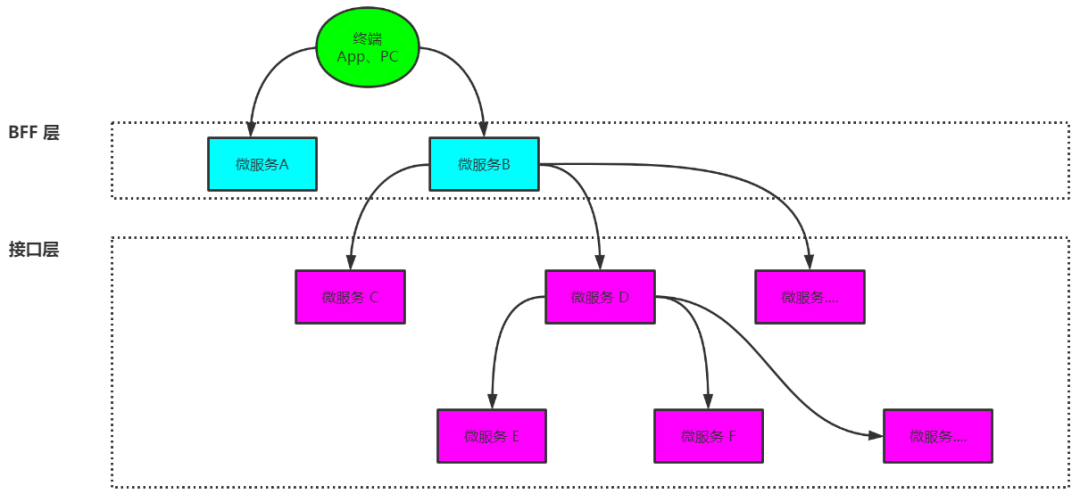 终端
App、PC
BFF 层
微服务A
微服务B
接口层
微服务 C
微服务 D
微服务....
微服务 E
微服务 F
微服务....